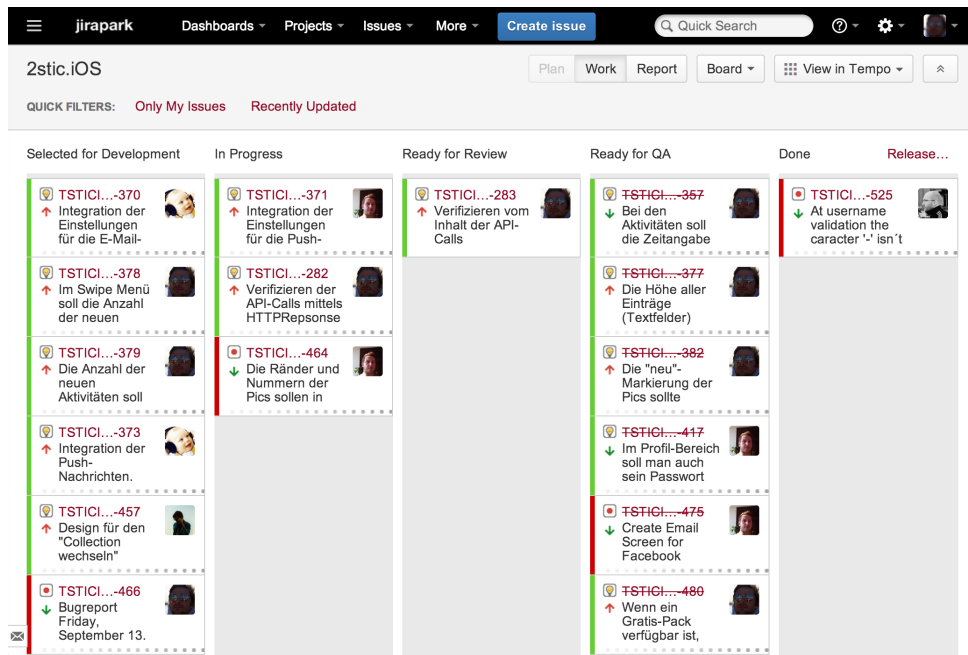 jirakpark Dashboards Projects Issues More Create issue Quick Search
2stic.iOS Plan Work Report Board View in Tempo
QUICK FILTERS: Only My Issues Recently Updated
Selected for Development
TSTICI...-370
Integration der
Einstellungen
für die E-Mail-
TSTICI...-378
Im Swipe Menü
soll die Anzahl
der neuen
TSTICI...-379
Die Anzahl der
neuen
Aktivitäten soll
TSTICI...-373
Integration der
Push-
Nachrichten.
TSTICI...-457
Design für den
"Collection
wechseln"
TSTICI...-466
Bugreport
Friday,
September 13.
In Progress
TSTICI...-371
Integration der
Einstellungen
für die Push-
TSTICI...-282
Verifizieren der
API-Calls mittels
HTTPRepsonse
TSTICI...-464
Die Ränder und
Nummern der
Pics sollen in
Ready for Review
TSTICI...-283
Verifizieren vom
Inhalt der API-
Calls
Ready for QA
TSTICI...-357
Bei den
Aktivitäten soll
die Zeitangabe
TSTICI...-377
Die Höhe aller
Einträge
(Textfelder)
TSTICI...-382
Die "neu"-
Markierung der
Pics sollte
TSTICI...-417
Im Profil-Bereich
soll man auch
sein Passwort
TSTICI...-475
Create Email
Screen for
Facebook
TSTICI...-480
Wenn ein
Gratis-Pack
verfügbar ist,
Done Release...
TSTICI...-525
At username
validation the
caracter '-' isn´t